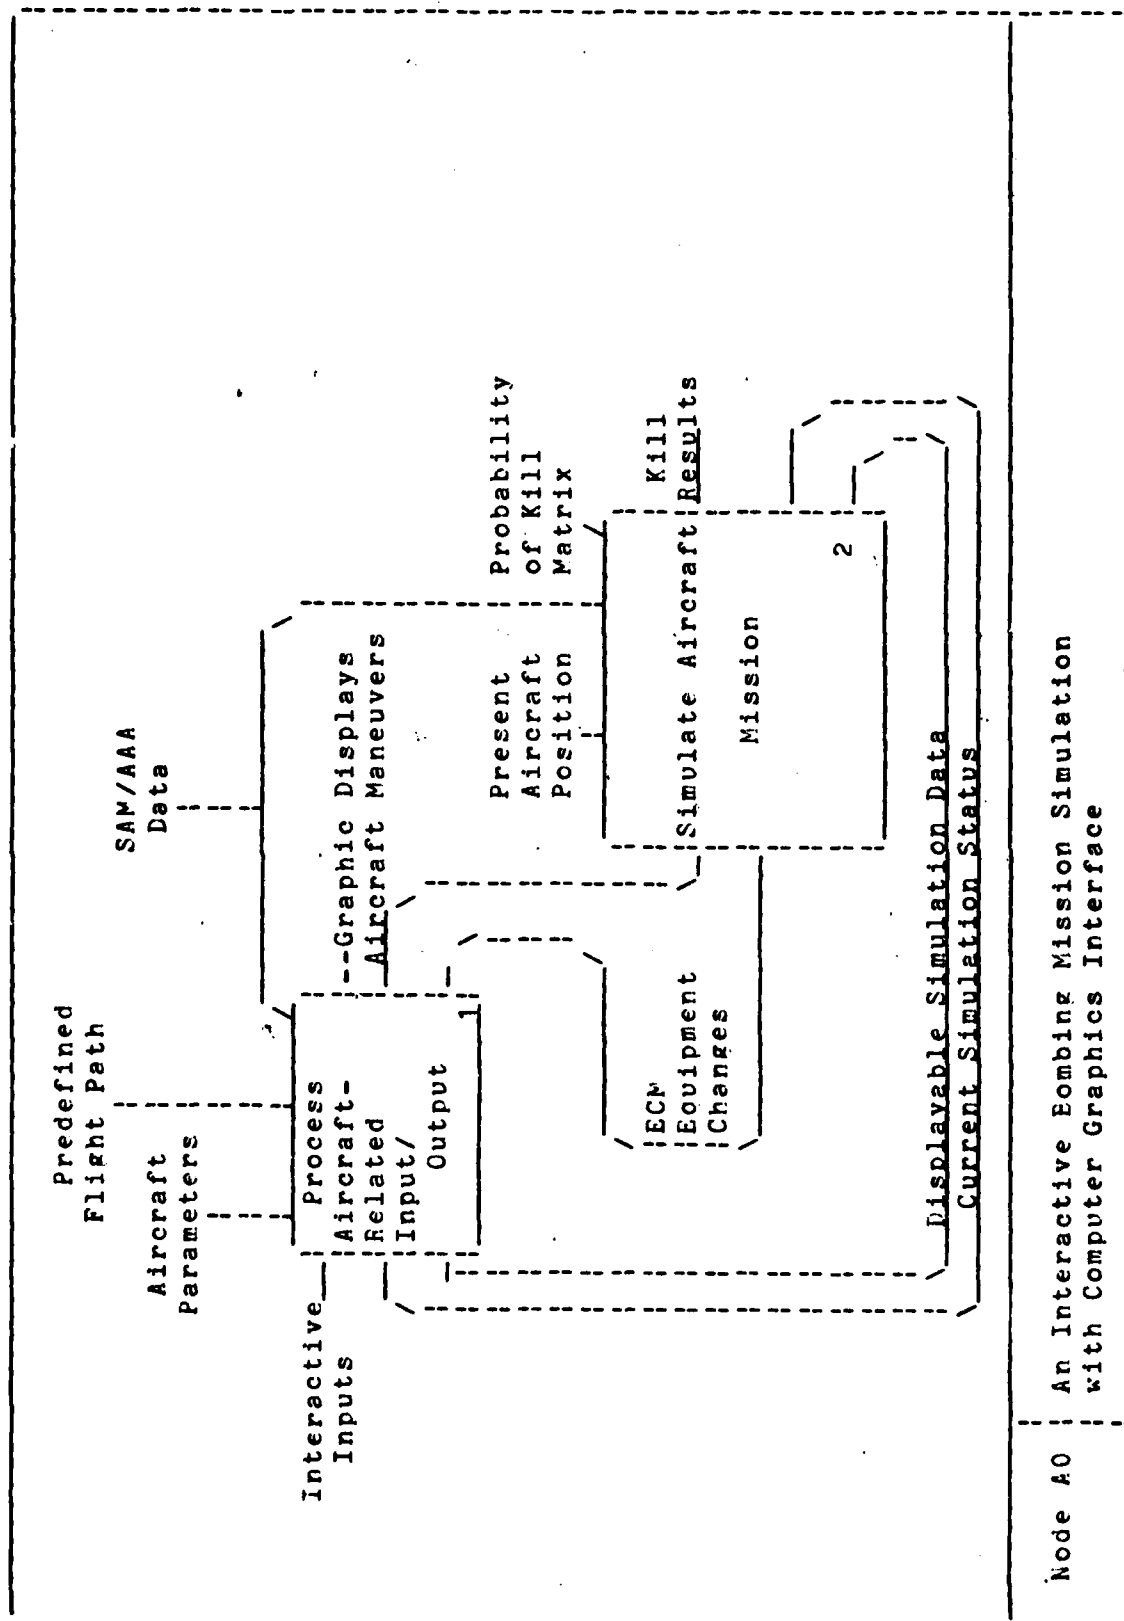 Predefined
Flight Path
SAM/AAA
Data
Aircraft
Parameters
Interactive
Inputs
Process
Aircraft-
Related
Input/
Output
1
--Graphic Displays
Aircraft Maneuvers
Present
Aircraft
Position
Probability
of Kill
Matrix
ECM
Equipment
Changes
Simulate Aircraft
Mission
2
Kill
Results
Displayable Simulation Data
Current Simulation Status
Node A0
An Interactive Bombing Mission Simulation
with Computer Graphics Interface